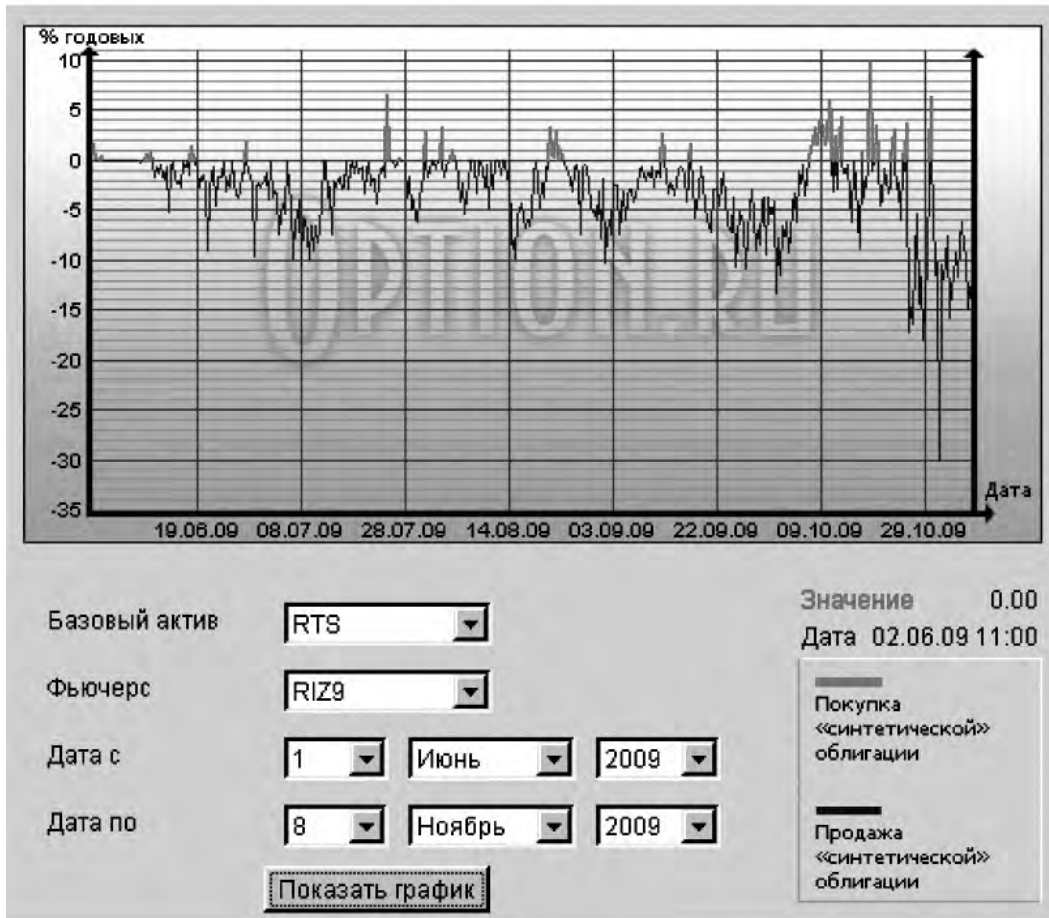 % годовых
10
5
0
-5
-10
-15
-20
-25
-30
-35
OPTION.RU
Дата
19.06.09 08.07.09 28.07.09 14.08.09 03.09.09 22.09.09 09.10.09 29.10.09
Базовый актив RTS
Фьючерс RIZ9
Дата с 1 Июнь 2009
Дата по 8 Ноябрь 2009
Показать график
Значение 0.00
Дата 02.06.09 11:00
Покупка
«синтетической»
облигации
Продажа
«синтетической»
облигации